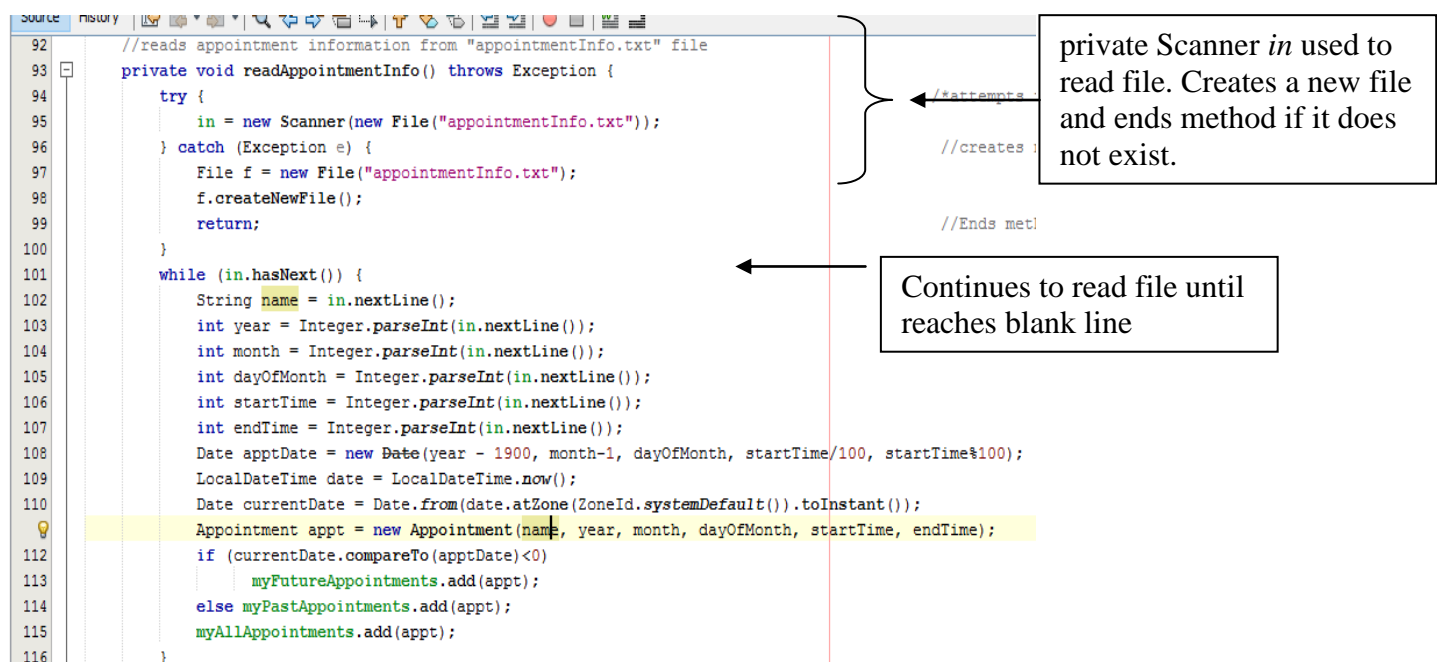 Source History
92 //reads appointment information from "appointmentInfo.txt" file
93 private void readAppointmentInfo() throws Exception {
94 try { /*attempts
95 in = new Scanner(new File("appointmentInfo.txt"));
96 } catch (Exception e) { //creates
97 File f = new File("appointmentInfo.txt");
98 f.createNewFile();
99 return; //Ends
100 }
101 while (in.hasNext()) {
102 String name = in.nextLine();
103 int year = Integer.parseInt(in.nextLine());
104 int month = Integer.parseInt(in.nextLine());
105 int dayOfMonth = Integer.parseInt(in.nextLine());
106 int startTime = Integer.parseInt(in.nextLine());
107 int endTime = Integer.parseInt(in.nextLine());
108 Date apptDate = new Date(year - 1900, month-1, dayOfMonth, startTime/100, startTime%100);
109 LocalDateTime date = LocalDateTime.now();
110 Date currentDate = Date.from(date.atZone(ZoneId.systemDefault()).toInstant());
Appointment appt = new Appointment(name, year, month, dayOfMonth, startTime, endTime);
112 if (currentDate.compareTo(apptDate)<0)
113 myFutureAppointments.add(appt);
114 else myPastAppointments.add(appt);
115 myAllAppointments.add(appt);
116 }
private Scanner in used to
read file. Creates a new file
and ends method if it does
not exist.
Continues to read file until
reaches blank line